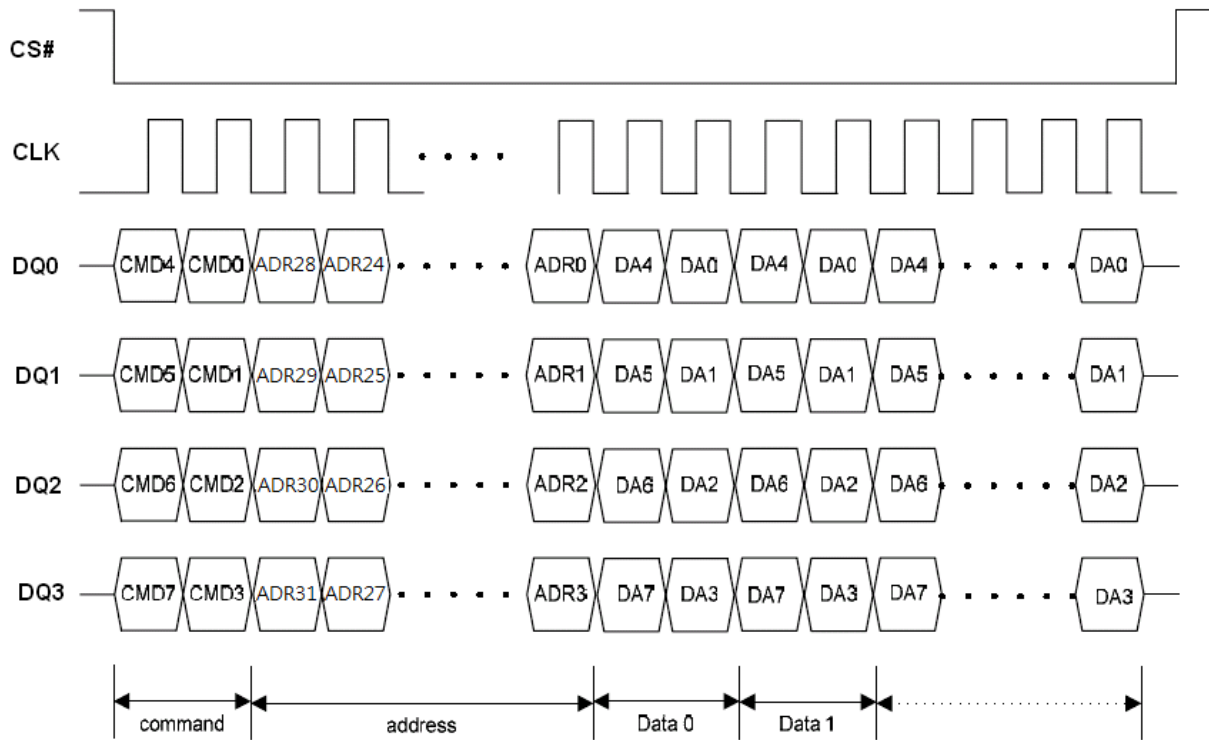 CS#
CLK
DQ0 CMD4 CMD0 ADR28 ADR24 ADR0 DA4 DA0 DA4 DA0 DA4 DA0
DQ1 CMD5 CMD1 ADR29 ADR25 ADR1 DA5 DA1 DA5 DA1 DA5 DA1
DQ2 CMD6 CMD2 ADR30 ADR26 ADR2 DA6 DA2 DA6 DA2 DA6 DA2
DQ3 CMD7 CMD3 ADR31 ADR27 ADR3 DA7 DA3 DA7 DA3 DA7 DA3
command address Data 0 Data 1